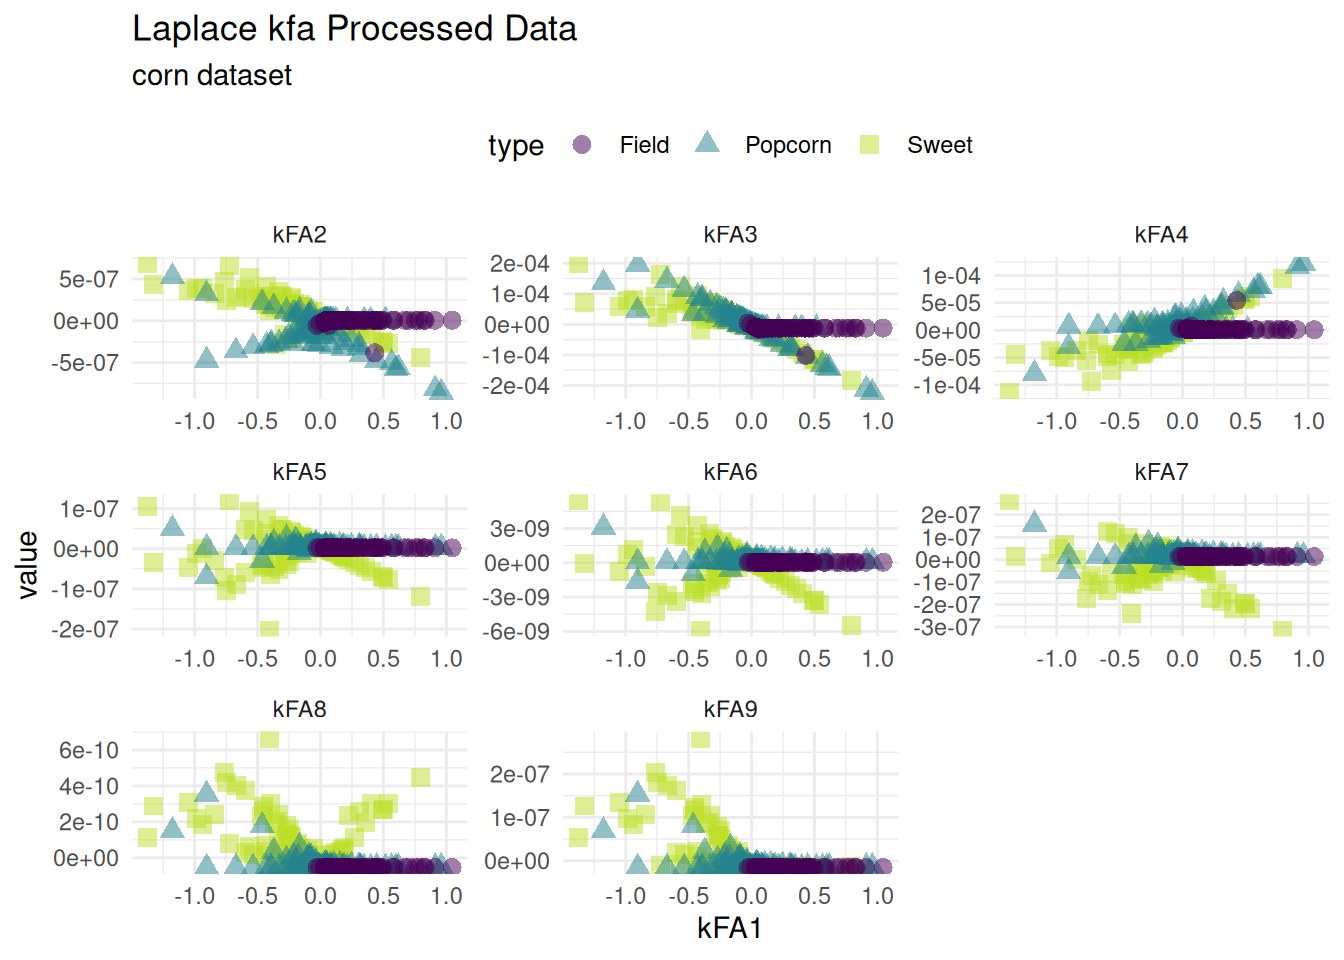 Laplace kfa Processed Data
corn dataset
type Field Popcorn Sweet
kFA2 kFA3 kFA4
5e-07
0e+00
-5e-07
2e-04
1e-04
0e+00
-1e-04
-2e-04
1e-04
5e-05
0e+00
-5e-05
-1e-04
-1.0 -0.5 0.0 0.5 1.0 -1.0 -0.5 0.0 0.5 1.0 -1.0 -0.5 0.0 0.5 1.0
kFA5 kFA6 kFA7
1e-07
0e+00
-1e-07
-2e-07
3e-09
0e+00
-3e-09
-6e-09
2e-07
1e-07
0e+00
-1e-07
-2e-07
-3e-07
-1.0 -0.5 0.0 0.5 1.0 -1.0 -0.5 0.0 0.5 1.0 -1.0 -0.5 0.0 0.5 1.0
value
kFA8 kFA9
6e-10
4e-10
2e-10
0e+00
2e-07
1e-07
0e+00
-1.0 -0.5 0.0 0.5 1.0 -1.0 -0.5 0.0 0.5 1.0
kFA1